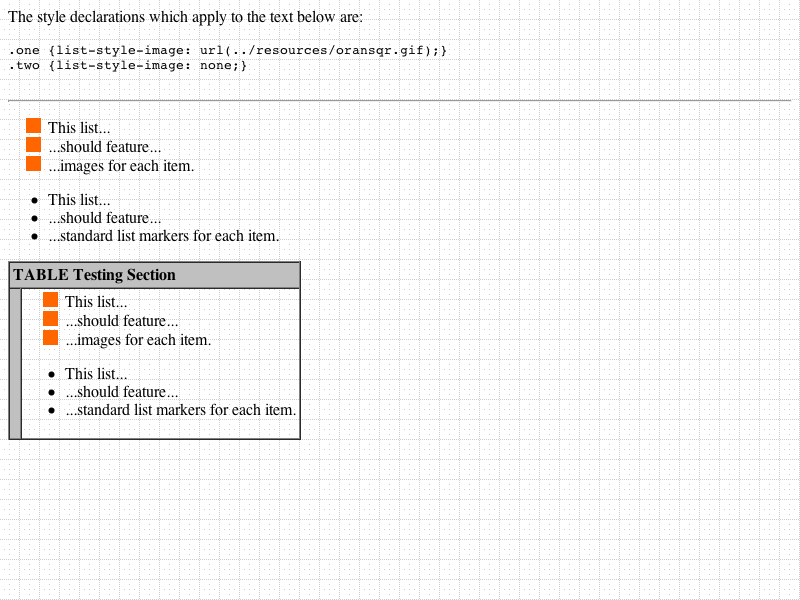 The style declarations which apply to the text below are:
.one {list-style-image: url(../resources/oransqr.gif);}
.two {list-style-image: none;}
This list...
...should feature...
...images for each item.
This list...
...should feature...
...standard list markers for each item.
TABLE Testing Section
This list...
...should feature...
...images for each item.
This list...
...should feature...
...standard list markers for each item.